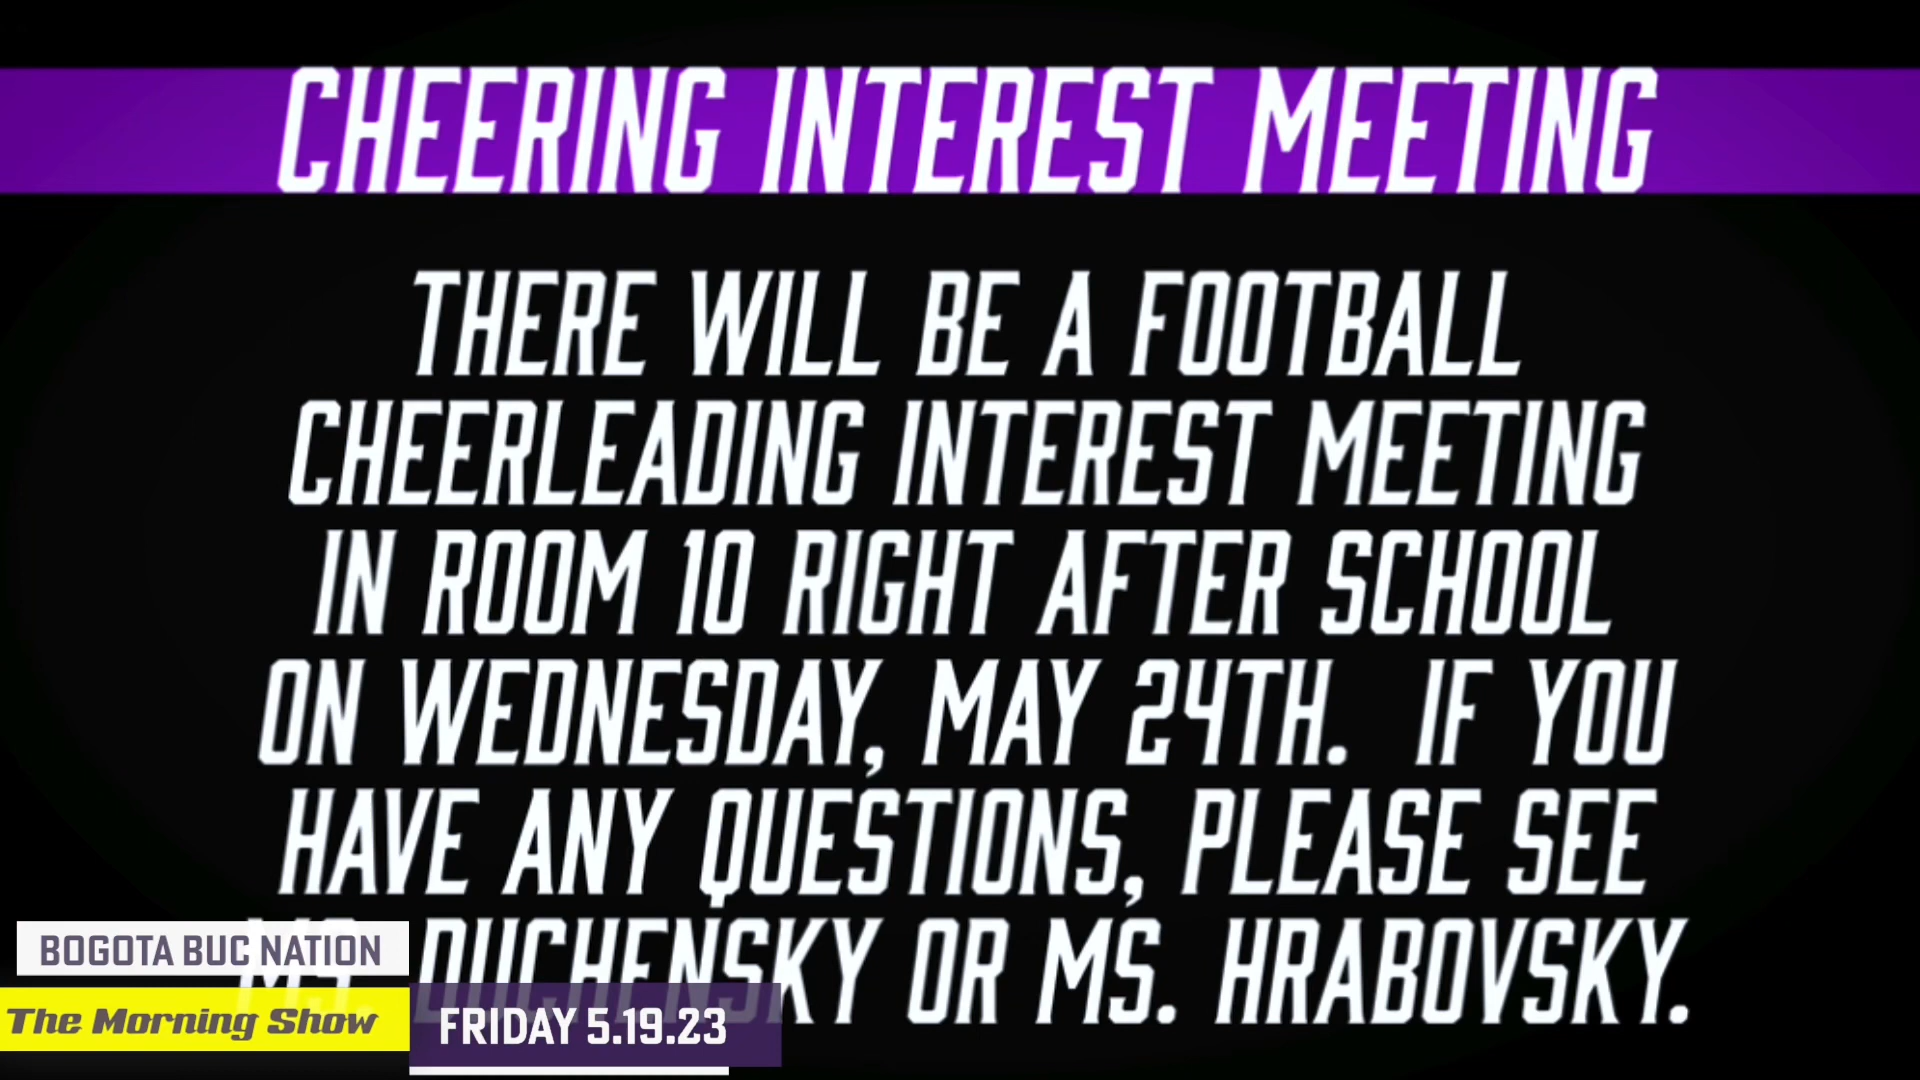 CHEERING INTEREST MEETING
THERE WILL BE A FOOTBALL
CHEERLEADING INTEREST MEETING
IN ROOM 10 RIGHT AFTER SCHOOL
ON WEDNESDAY, MAY 24TH. IF YOU
HAVE ANY QUESTIONS, PLEASE SEE
MS. DUCHENSKY OR MS. HRABOVSKY.
BOGOTA BUC NATION
The Morning Show
FRIDAY 5.19.23